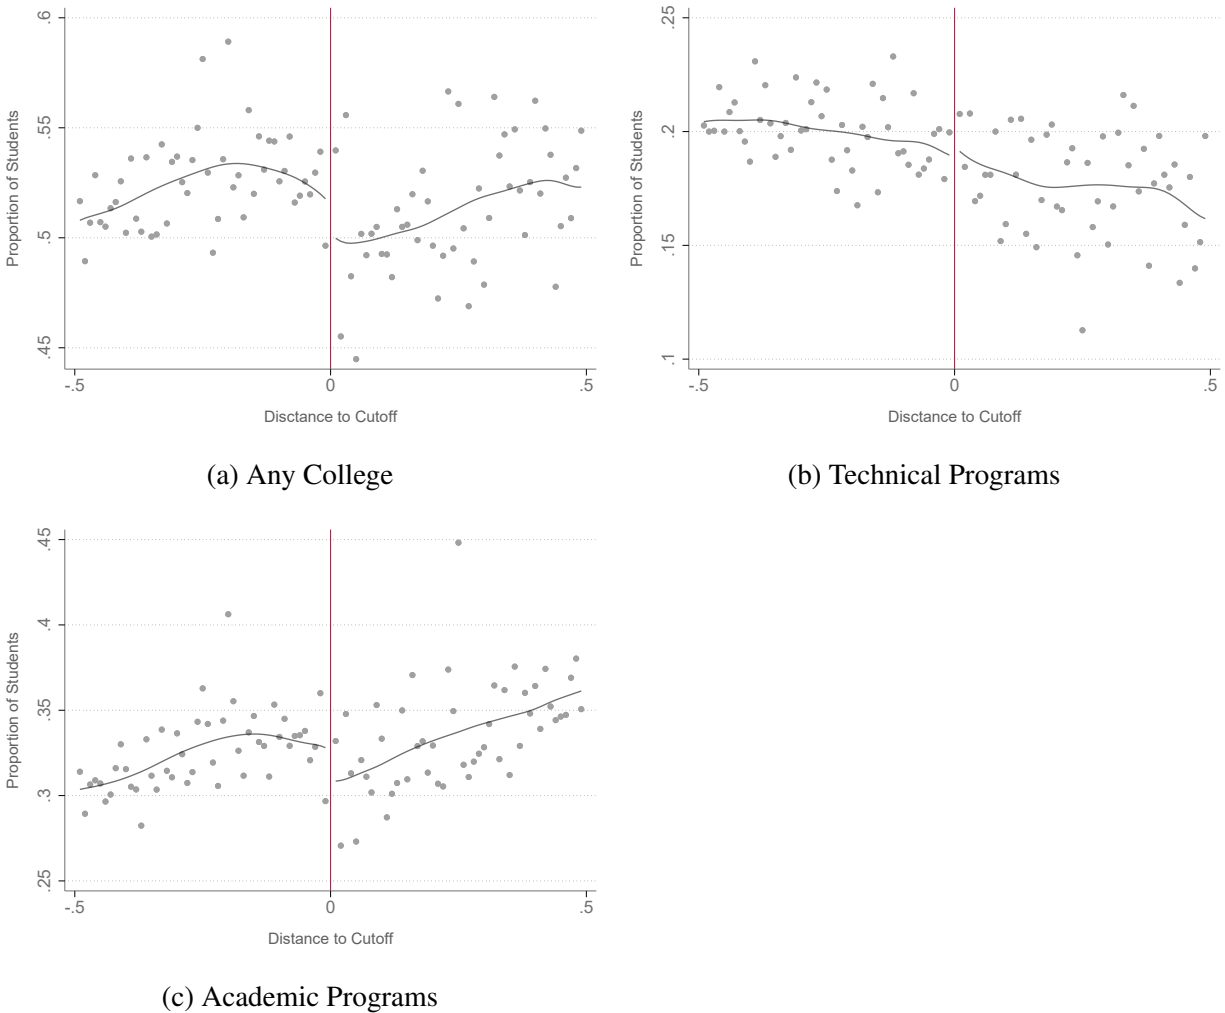 Proportion of Students
.6
.55
.5
.45
-.5
0
.5
Disctance to Cutoff
(a) Any College
Proportion of Students
.25
.2
.15
.1
-.5
0
.5
Disctance to Cutoff
(b) Technical Programs
Proportion of Students
.45
.4
.35
.3
.25
-.5
0
.5
Distance to Cutoff
(c) Academic Programs